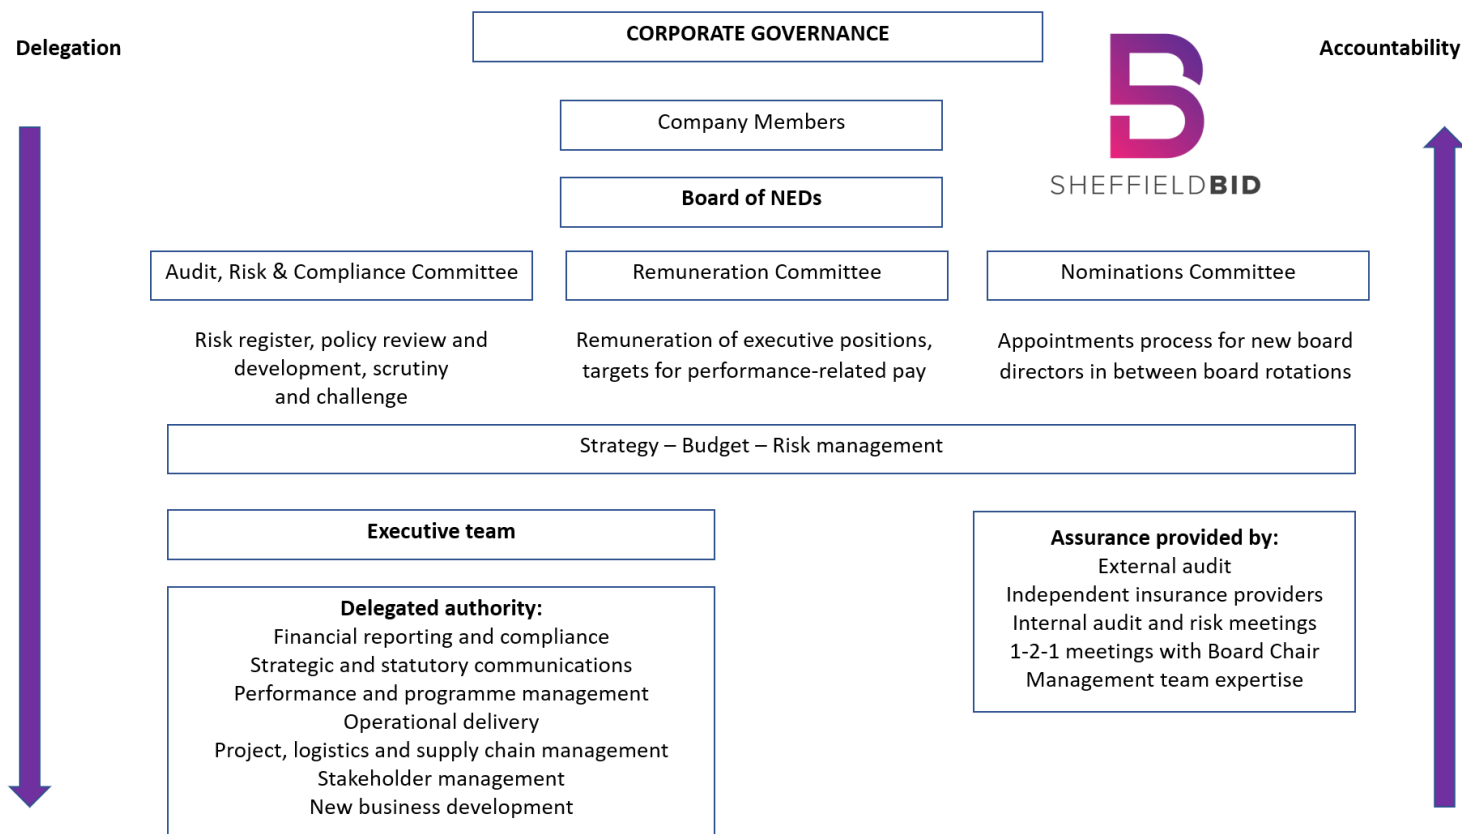 CORPORATE GOVERNANCE
Delegation
Accountability
Company Members
SHEFFIELDBID
Board of NEDs
Audit, Risk & Compliance Committee
Remuneration Committee
Nominations Committee
Risk register, policy review and
development, scrutiny
and challenge
Remuneration of executive positions,
targets for performance-related pay
Appointments process for new board
directors in between board rotations
Strategy – Budget – Risk management
Executive team
Delegated authority:
Financial reporting and compliance
Strategic and statutory communications
Performance and programme management
Operational delivery
Project, logistics and supply chain management
Stakeholder management
New business development
Assurance provided by:
External audit
Independent insurance providers
Internal audit and risk meetings
1-2-1 meetings with Board Chair
Management team expertise